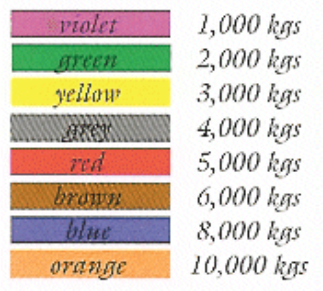 violet 1,000 kgs
green 2,000 kgs
yellow 3,000 kgs
grey 4,000 kgs
red 5,000 kgs
brown 6,000 kgs
blue 8,000 kgs
orange 10,000 kgs